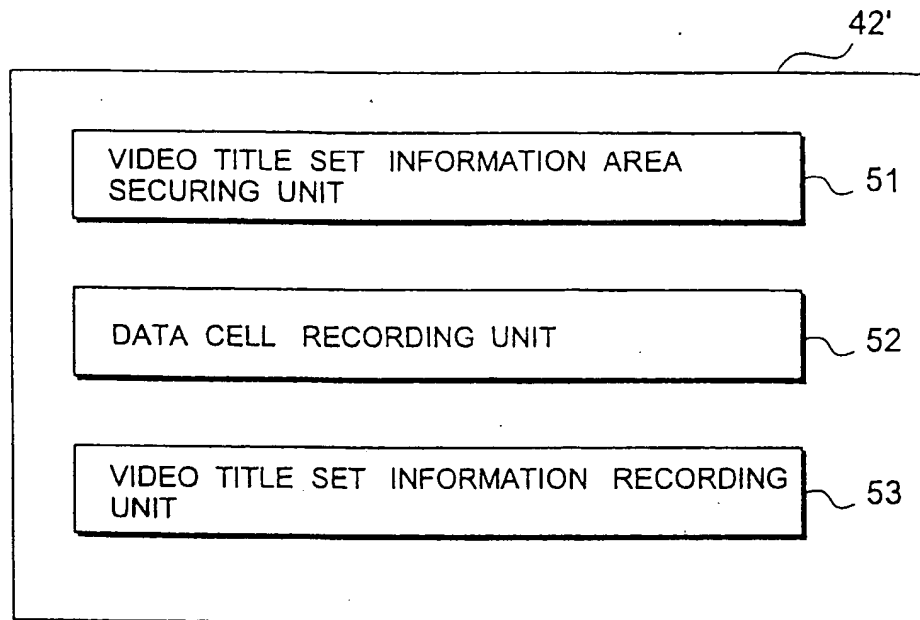 42'
VIDEO TITLE SET INFORMATION AREA
SECURING UNIT
51
DATA CELL RECORDING UNIT
52
VIDEO TITLE SET INFORMATION RECORDING
UNIT
53